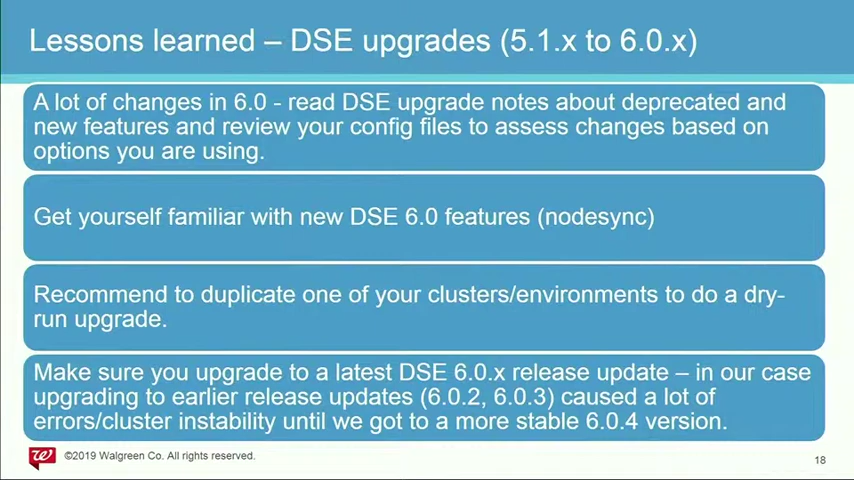 Lessons learned – DSE upgrades (5.1.x to 6.0.x)
A lot of changes in 6.0 - read DSE upgrade notes about deprecated and
new features and review your config files to assess changes based on
options you are using.
Get yourself familiar with new DSE 6.0 features (nodesync)
Recommend to duplicate one of your clusters/environments to do a dry-
run upgrade.
Make sure you upgrade to a latest DSE 6.0.x release update – in our case
upgrading to earlier release updates (6.0.2, 6.0.3) caused a lot of
errors/cluster instability until we got to a more stable 6.0.4 version.
W ©2019 Walgreen Co. All rights reserved.
18